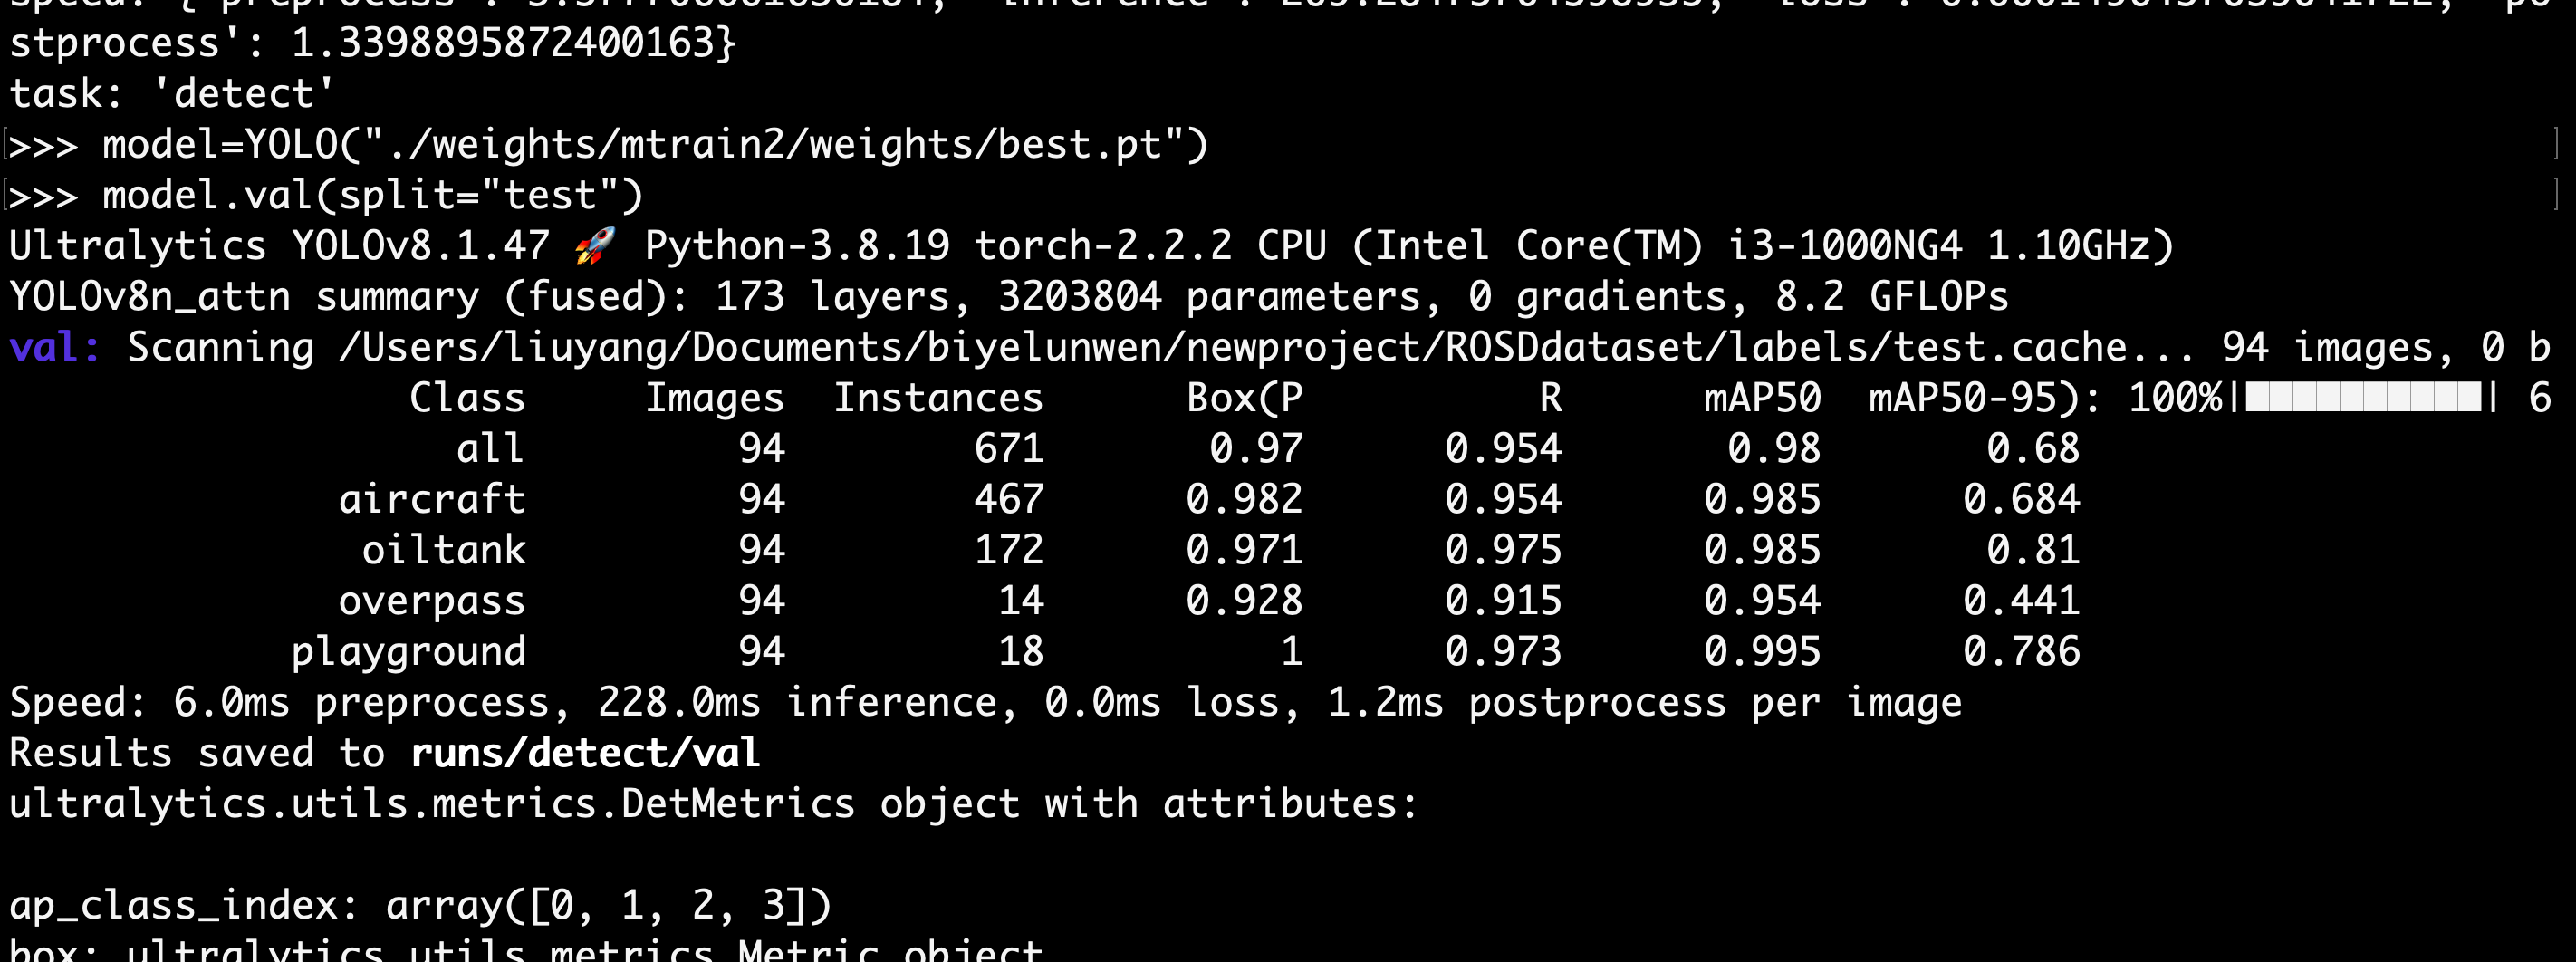 stprocess': 1.3398895872400163}
task: 'detect'
>>> model=YOLO("./weights/mtrain2/weights/best.pt")
>>> model.val(split="test")
Ultralytics YOLOv8.1.47 🚀 Python-3.8.19 torch-2.2.2 CPU (Intel Core(TM) i3-1000NG4 1.10GHz)
YOLOv8n_attn summary (fused): 173 layers, 3203804 parameters, 0 gradients, 8.2 GFLOPs
val: Scanning /Users/liuyang/Documents/biyelunwen/newproject/ROSDdataset/labels/test.cache... 94 images, 0 b
Class Images Instances Box(P R mAP50 mAP50-95): 100%|██████████| 6
all 94 671 0.97 0.954 0.98 0.68
aircraft 94 467 0.982 0.954 0.985 0.684
oiltank 94 172 0.971 0.975 0.985 0.81
overpass 94 14 0.928 0.915 0.954 0.441
playground 94 18 1 0.973 0.995 0.786
Speed: 6.0ms preprocess, 228.0ms inference, 0.0ms loss, 1.2ms postprocess per image
Results saved to runs/detect/val
ultralytics.utils.metrics.DetMetrics object with attributes:
ap_class_index: array([0, 1, 2, 3])
box: ultralytics.utils.metrics.Metric object